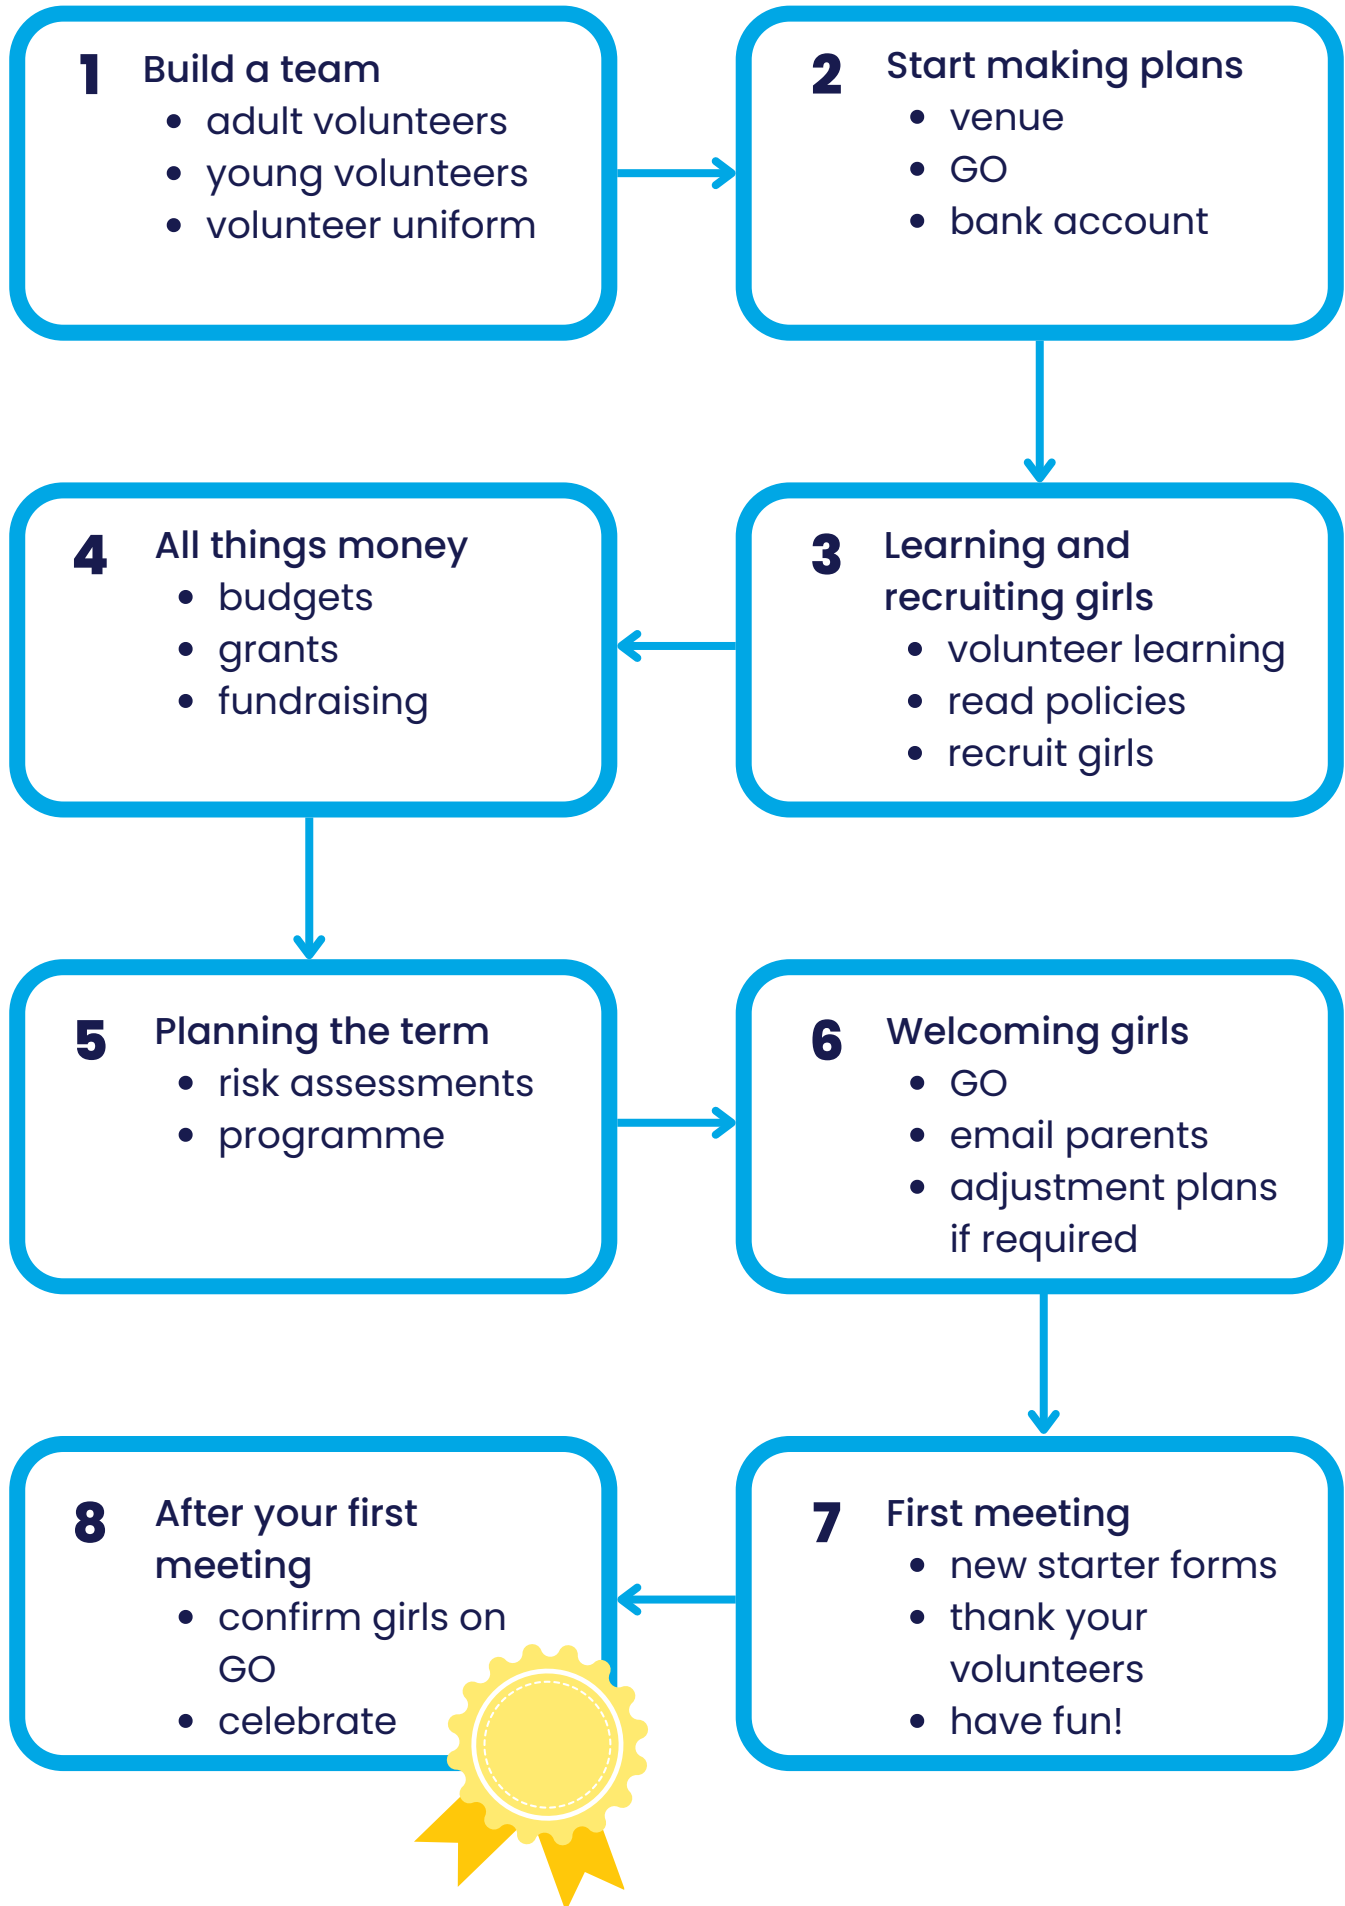 1
Build a team
• adult volunteers
• young volunteers
• volunteer uniform
2
Start making plans
• venue
• GO
• bank account
3
Learning and
recruiting girls
• volunteer learning
• read policies
• recruit girls
4
All things money
• budgets
• grants
• fundraising
5
Planning the term
• risk assessments
• programme
6
Welcoming girls
• GO
• email parents
• adjustment plans
if required
7
First meeting
• new starter forms
• thank your
volunteers
• have fun!
8
After your first
meeting
• confirm girls on
GO
• celebrate